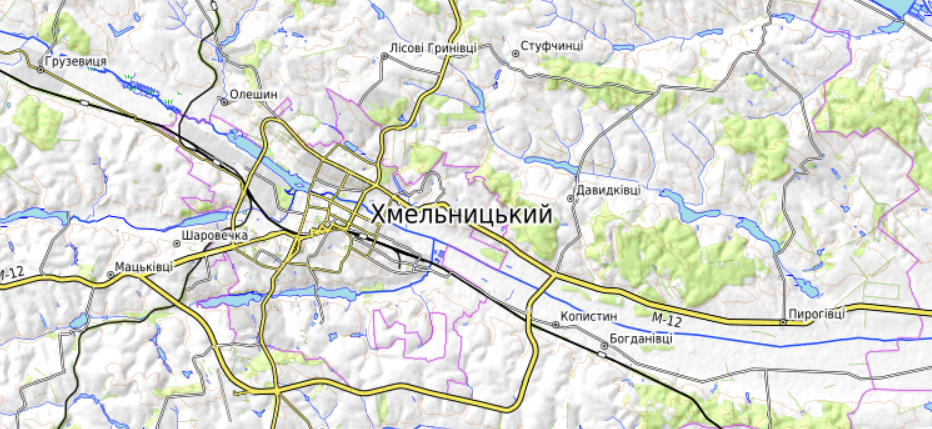 Лісові Гринівці
Стуфчинці
Грузевиця
Олешин
Давидківці
Хмельницький
Шаровечка
Мацьківці
М-12
М-12
Копистин
Пирогівці
Богданівці